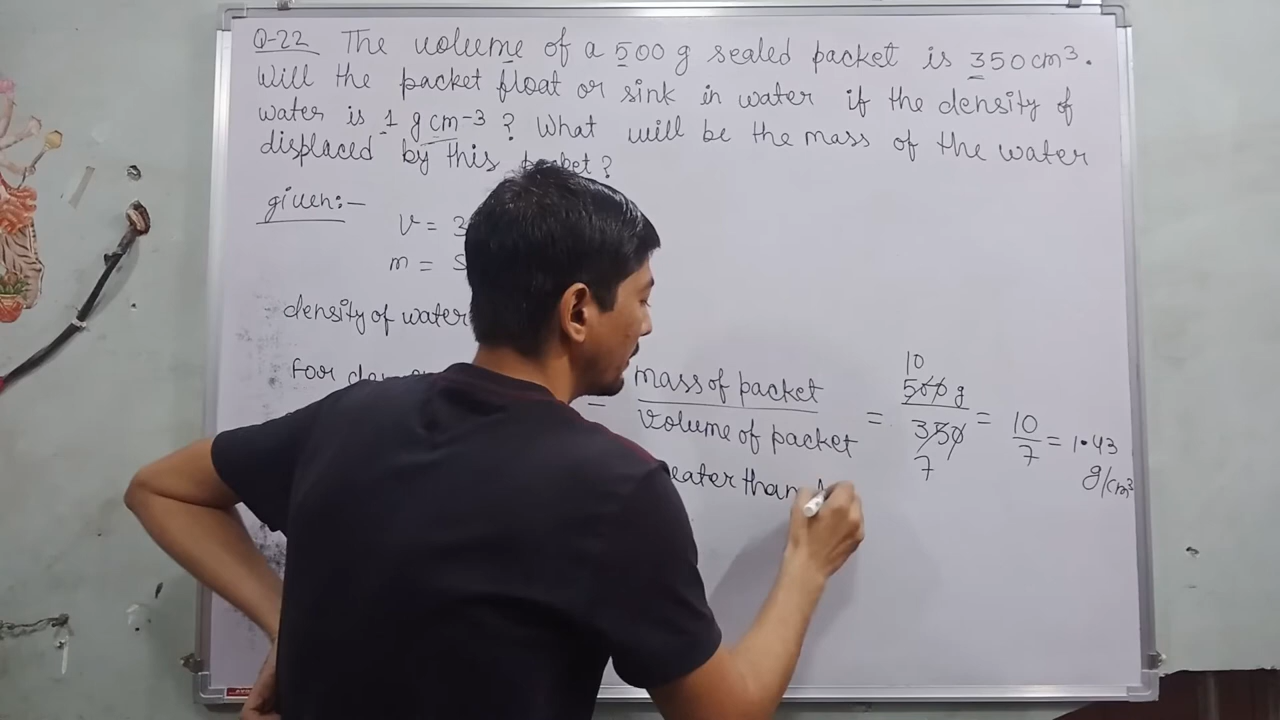 Q-22 The volume of a 500 g sealed packet is 350 cm³.
Will the packet float or sink in water if the density of
water is 1 g cm-3 ? What will be the mass of the water
displaced by this packet ?
given:-
V = 3
m =
density of water
For
= mass of packet / Volume of packet = 500 g / 350 = 10 / 7 = 1.43 g/cm³
10
7
than